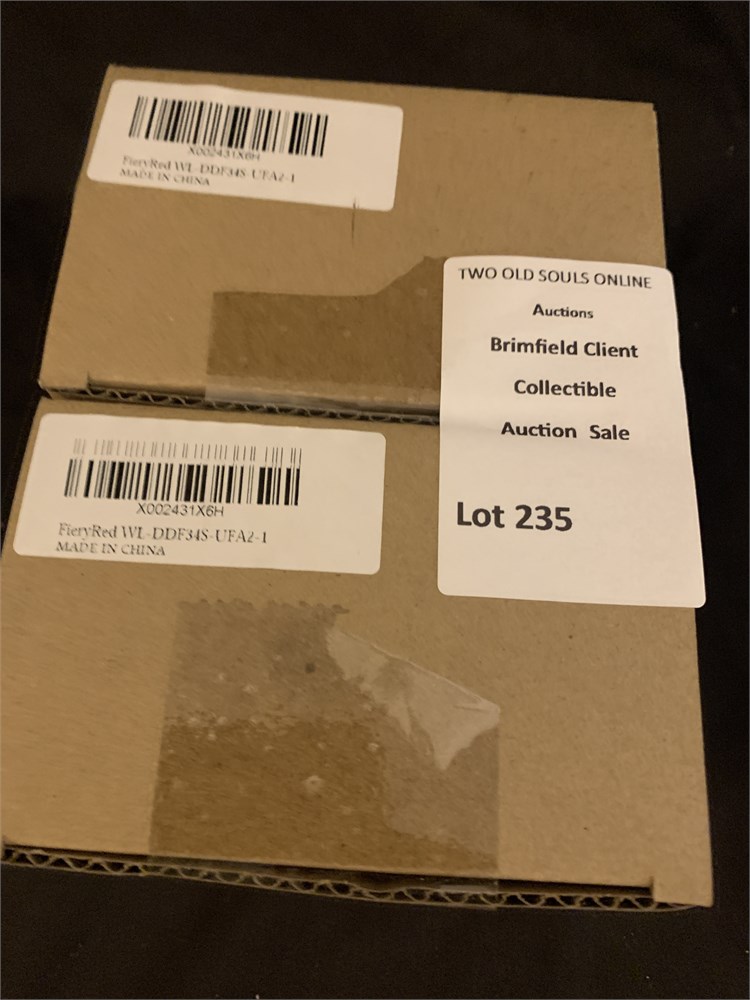 X002431X6H
FieryRed WL-DDF34S-UFA2-1
MADE IN CHINA
TWO OLD SOULS ONLINE
Auctions
Brimfield Client
Collectible
Auction Sale
Lot 235
X002431X6H
FieryRed WL-DDF34S-UFA2-1
MADE IN CHINA